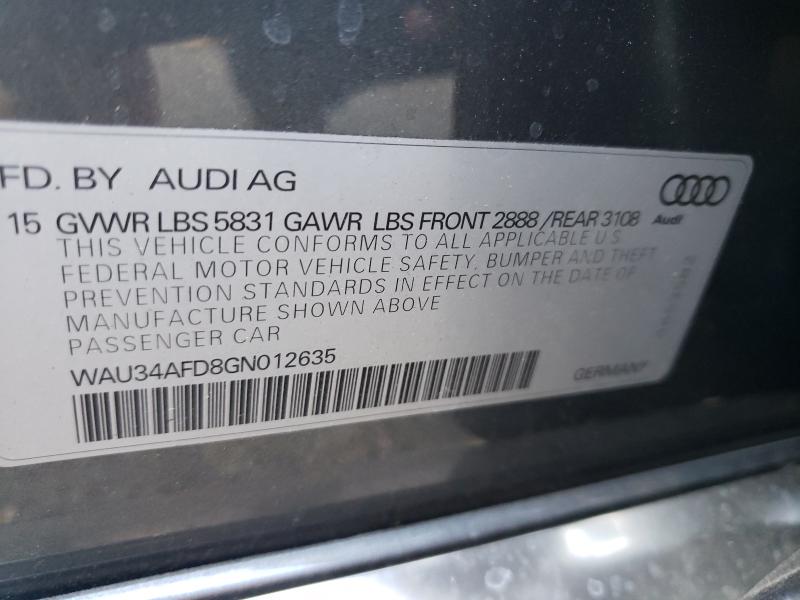 FD. BY AUDI AG
15 GVWR LBS 5831 GAWR LBS FRONT 2888/REAR 3108
Audi
THIS VEHICLE CONFORMS TO ALL APPLICABLE U.S.
FEDERAL MOTOR VEHICLE SAFETY, BUMPER AND THEFT
PREVENTION STANDARDS IN EFFECT ON THE DATE OF
MANUFACTURE SHOWN ABOVE
PASSENGER CAR
WAU34AFD8GN012635
GERMANY